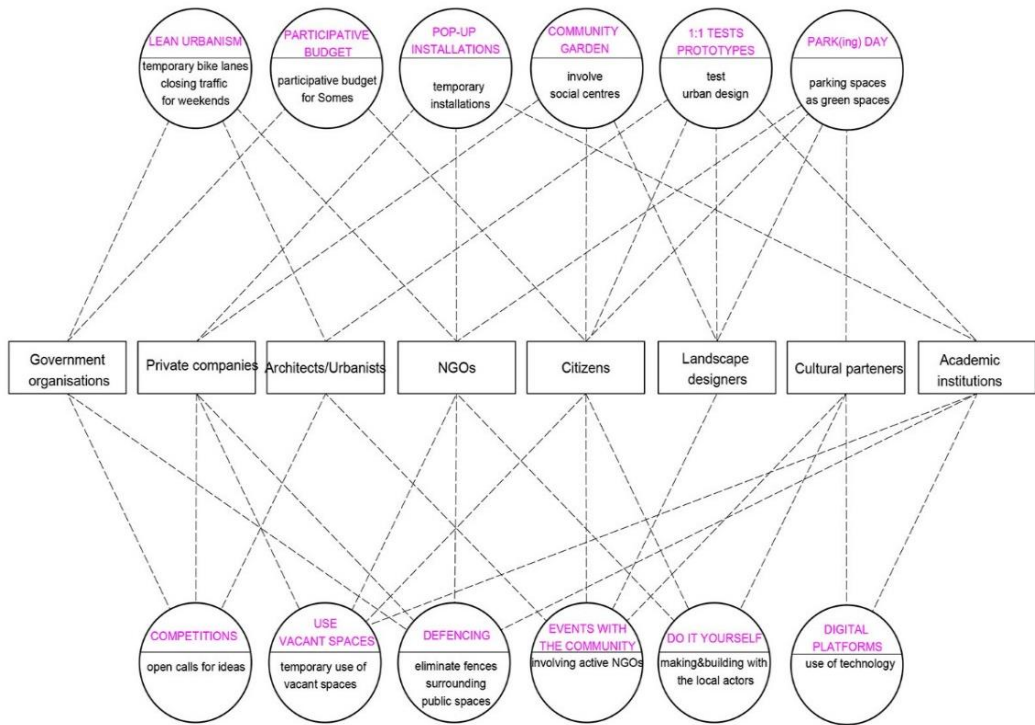 LEAN URBANISM
temporary bike lanes
closing traffic
for weekends
PARTICIPATIVE
BUDGET
participative budget
for Somes
POP-UP
INSTALLATIONS
temporary
installations
COMMUNITY
GARDEN
involve
social centres
1:1 TESTS
PROTOTYPES
test
urban design
PARK(ing) DAY
parking spaces
as green spaces
Government
organisations
Private companies
Architects/Urbanists
NGOs
Citizens
Landscape
designers
Cultural parteners
Academic
institutions
COMPETITIONS
open calls for ideas
USE
VACANT SPACES
temporary use of
vacant spaces
DEFENCING
eliminate fences
surrounding
public spaces
EVENTS WITH
THE COMMUNITY
involving active NGOs
DO IT YOURSELF
making&building with
the local actors
DIGITAL
PLATFORMS
use of technology